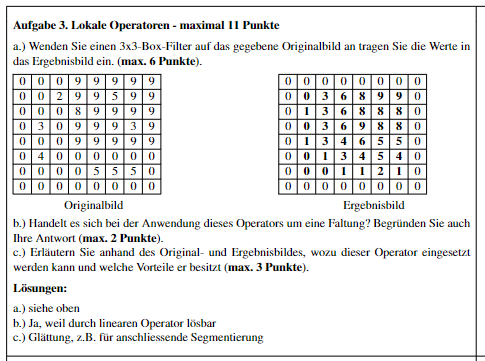 Aufgabe 3. Lokale Operatoren - maximal 11 Punkte
a.) Wenden Sie einen 3x3-Box-Filter auf das gegebene Originalbild an tragen Sie die Werte in
das Ergebnisbild ein. (max. 6 Punkte).
0 0 0 9 9 9 9 9
0 0 2 9 9 5 9 9
0 0 0 8 9 9 9 9
0 3 0 9 9 9 3 9
0 0 0 9 9 9 9 9
0 4 0 0 0 0 0 0
0 0 0 0 5 5 5 0
0 0 0 0 0 0 0 0
Originalbild
0 0 0 0 0 0 0 0
0 0 3 6 8 9 9 0
0 1 3 6 8 8 8 0
0 0 3 6 9 8 8 0
0 1 3 4 6 5 5 0
0 0 1 3 4 5 4 0
0 0 0 1 1 2 1 0
0 0 0 0 0 0 0 0
Ergebnisbild
b.) Handelt es sich bei der Anwendung dieses Operators um eine Faltung? Begründen Sie auch
Ihre Antwort (max. 2 Punkte).
c.) Erläutern Sie anhand des Original- und Ergebnisbildes, wozu dieser Operator eingesetzt
werden kann und welche Vorteile er besitzt (max. 3 Punkte).
Lösungen:
a.) siehe oben
b.) Ja, weil durch linearen Operator lösbar
c.) Glättung, z.B. für anschliessende Segmentierung